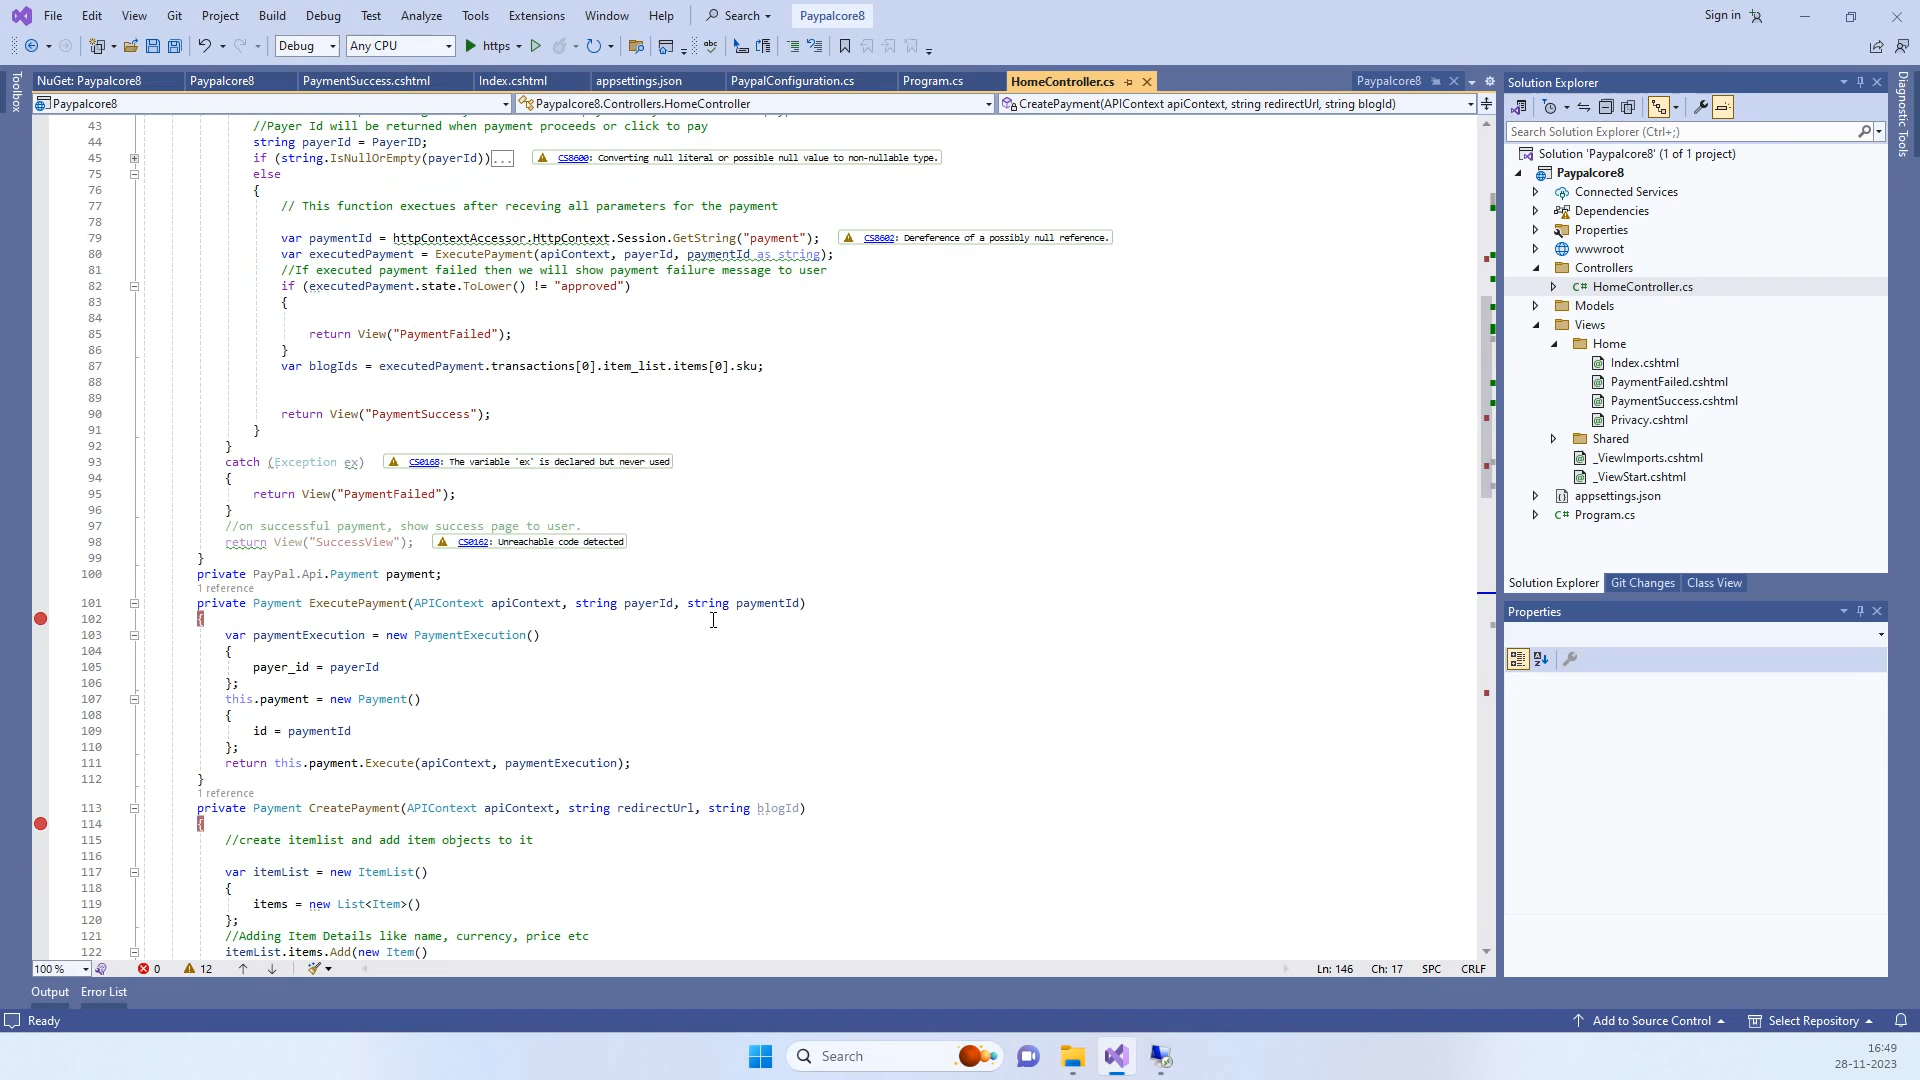 File Edit View Git Project Build Debug Test Analyze Tools Extensions Window Help Search Paypalcore8 Sign in
Debug Any CPU https
Toolbox
NuGet: Paypalcore8 Paypalcore8 PaymentSuccess.cshtml Index.cshtml appsettings.json PaypalConfiguration.cs Program.cs HomeController.cs Paypalcore8
Paypalcore8 Paypalcore8.Controllers.HomeController CreatePayment(APIContext apiContext, string redirectUrl, string blogId)
43 //Payer Id will be returned when payment proceeds or click to pay
44 string payerId = PayerID;
45 if (string.IsNullOrEmpty(payerId))... CS8600: Converting null literal or possible null value to non-nullable type.
75 else
76 {
77 // This function exectues after receving all parameters for the payment
78
79 var paymentId = httpContextAccessor.HttpContext.Session.GetString("payment"); CS8602: Dereference of a possibly null reference.
80 var executedPayment = ExecutePayment(apiContext, payerId, paymentId as string);
81 //If executed payment failed then we will show payment failure message to user
82 if (executedPayment.state.ToLower() != "approved")
83 {
84
85 return View("PaymentFailed");
86 }
87 var blogIds = executedPayment.transactions[0].item_list.items[0].sku;
88
89
90 return View("PaymentSuccess");
91 }
92 }
93 catch (Exception ex) CS0168: The variable 'ex' is declared but never used
94 {
95 return View("PaymentFailed");
96 }
97 //on successful payment, show success page to user.
98 return View("SuccessView"); CS0162: Unreachable code detected
99 }
100 private PayPal.Api.Payment payment;
1 reference
101 private Payment ExecutePayment(APIContext apiContext, string payerId, string paymentId)
102 {
103 var paymentExecution = new PaymentExecution()
104 {
105 payer_id = payerId
106 };
107 this.payment = new Payment()
108 {
109 id = paymentId
110 };
111 return this.payment.Execute(apiContext, paymentExecution);
112 }
1 reference
113 private Payment CreatePayment(APIContext apiContext, string redirectUrl, string blogId)
114 {
115 //create itemlist and add item objects to it
116
117 var itemList = new ItemList()
118 {
119 items = new List<Item>()
120 };
121 //Adding Item Details like name, currency, price etc
122 itemList.items.Add(new Item()
100 % 0 12 Ln: 146 Ch: 17 SPC CRLF
Solution Explorer
Search Solution Explorer (Ctrl+;)
Solution 'Paypalcore8' (1 of 1 project)
Paypalcore8
Connected Services
Dependencies
Properties
wwwroot
Controllers
C# HomeController.cs
Models
Views
Home
Index.cshtml
PaymentFailed.cshtml
PaymentSuccess.cshtml
Privacy.cshtml
Shared
_ViewImports.cshtml
_ViewStart.cshtml
appsettings.json
C# Program.cs
Solution Explorer Git Changes Class View
Properties
Diagnostic Tools
Output Error List
Ready Add to Source Control Select Repository
Search
16:49
28-11-2023